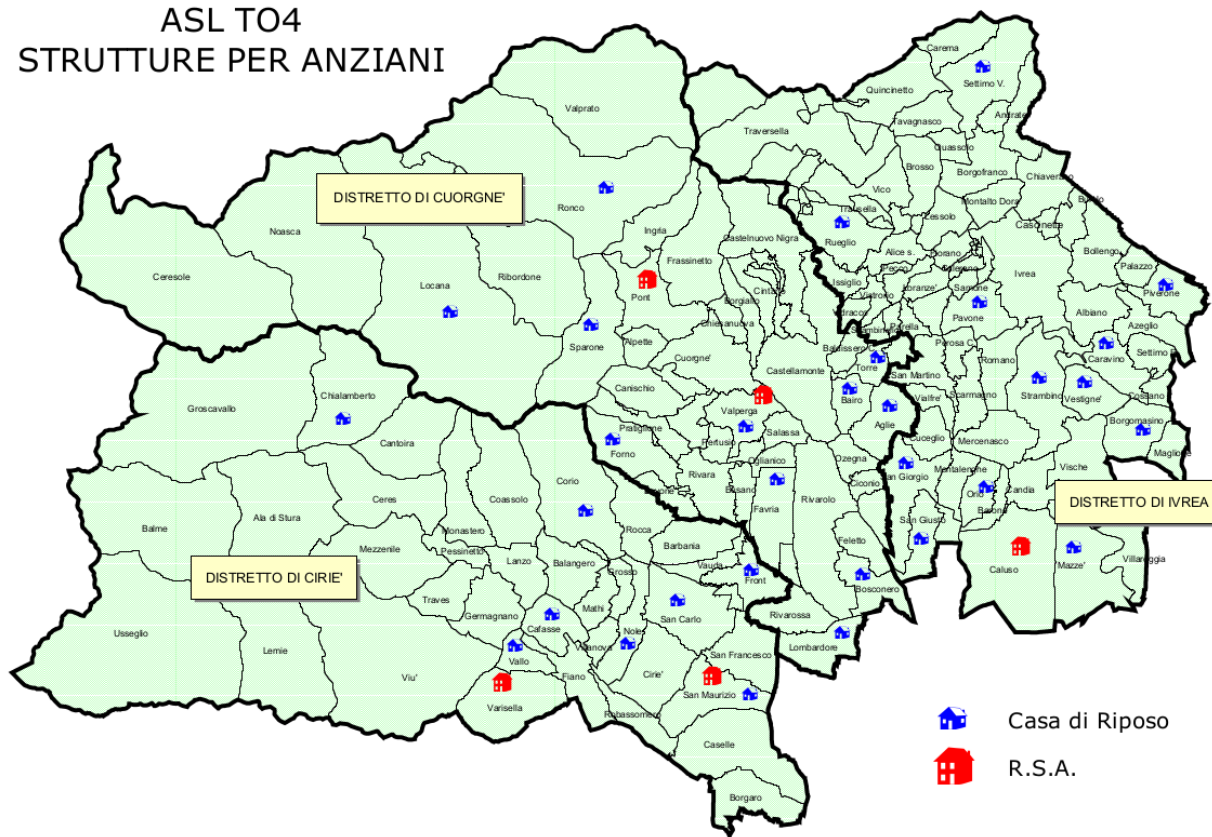 ASL TO4
STRUTTURE PER ANZIANI
Carema
Settimo V.
Quincinetto
Valprato
Tavagnasco
Andrate
Traversella
Quassolo
Brosso
Borgofranco
Chiaverano
DISTRETTO DI CUORGNE'
Vico
Ronco
Montalto Dora
Trausella
Lessolo
Cascinette
Noasca
Ingria
Castelnuovo Nigra
Rueglio
Alice s.
Bollengo
Frassinetto
Pecco
Palazzo
Ceresole
Ribordone
Ivrea
Locana
Issiglio
Samone
Piverone
Pont
Borgiallo
Vistrorio
Pavone
Albiano
Chiesanuova
Parella
Azeglio
Sparone
Alpette
Perosa C.
Cuorgne'
Romano
Caravino
Torre
Castellamonte
San Martino
Canischio
Scarmagno
Strambino
Vestigne'
Cossano
Chialamberto
Groscavallo
Bairo
Vialfre'
Valperga
Aglie
Borgomasino
Pratiglione
Salassa
Cuceglio
Mercenasco
Cantoira
Pertusio
Forno
Maglione
Oglianico
Ozegna
Vische
Rivara
San Giorgio
Corio
Ciconio
Candia
Orio
Coassolo
Ceres
Busano
Rivarolo
DISTRETTO DI IVREA
Favria
Barone
Ala di Stura
San Giusto
Balme
Rocca
Monastero
Feletto
Barbania
Mezzenile
Pessinetto
Villareggia
Lanzo
Balangero
Vauda
Caluso
Mazze'
DISTRETTO DI CIRIE'
Grosso
Front
Bosconero
Traves
Mathi
Germagnano
Rivarossa
San Carlo
Usseglio
Cafasse
Nole
Lombardore
Lemie
San Francesco
Vallo
Viu'
Fiano
Cirie'
San Maurizio
Varisella
Robassomero
Casa di Riposo
Caselle
R.S.A.
Borgaro